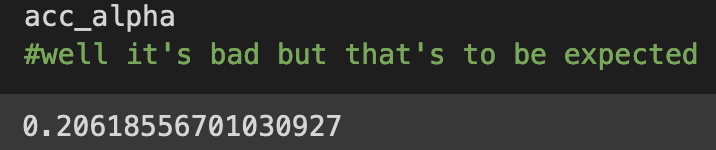 acc_alpha
#well it's bad but that's to be expected
0.20618556701030927